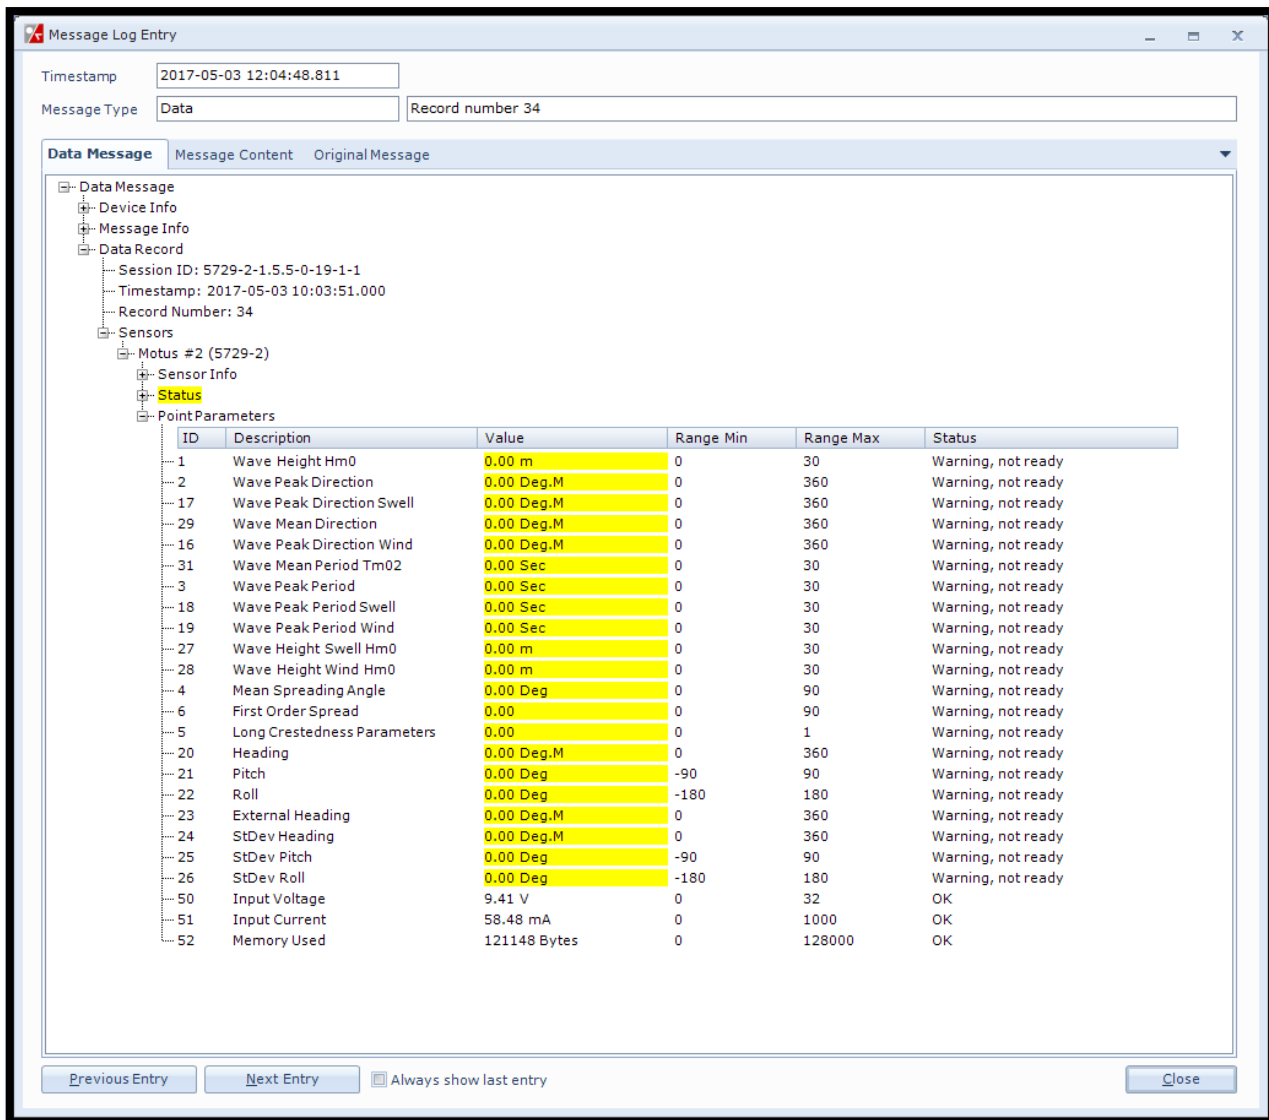 Message Log Entry
Timestamp 2017-05-03 12:04:48.811
Message Type Data Record number 34
Data Message Message Content Original Message
Data Message
Device Info
Message Info
Data Record
Session ID: 5729-2-1.5.5-0-19-1-1
Timestamp: 2017-05-03 10:03:51.000
Record Number: 34
Sensors
Motus #2 (5729-2)
Sensor Info
Status
Point Parameters
ID Description Value Range Min Range Max Status
1 Wave Height Hm0 0.00 m 0 30 Warning, not ready
2 Wave Peak Direction 0.00 Deg.M 0 360 Warning, not ready
17 Wave Peak Direction Swell 0.00 Deg.M 0 360 Warning, not ready
29 Wave Mean Direction 0.00 Deg.M 0 360 Warning, not ready
16 Wave Peak Direction Wind 0.00 Deg.M 0 360 Warning, not ready
31 Wave Mean Period Tm02 0.00 Sec 0 30 Warning, not ready
3 Wave Peak Period 0.00 Sec 0 30 Warning, not ready
18 Wave Peak Period Swell 0.00 Sec 0 30 Warning, not ready
19 Wave Peak Period Wind 0.00 Sec 0 30 Warning, not ready
27 Wave Height Swell Hm0 0.00 m 0 30 Warning, not ready
28 Wave Height Wind Hm0 0.00 m 0 30 Warning, not ready
4 Mean Spreading Angle 0.00 Deg 0 90 Warning, not ready
6 First Order Spread 0.00 0 90 Warning, not ready
5 Long Crestedness Parameters 0.00 0 1 Warning, not ready
20 Heading 0.00 Deg.M 0 360 Warning, not ready
21 Pitch 0.00 Deg -90 90 Warning, not ready
22 Roll 0.00 Deg -180 180 Warning, not ready
23 External Heading 0.00 Deg.M 0 360 Warning, not ready
24 StDev Heading 0.00 Deg.M 0 360 Warning, not ready
25 StDev Pitch 0.00 Deg -90 90 Warning, not ready
26 StDev Roll 0.00 Deg -180 180 Warning, not ready
50 Input Voltage 9.41 V 0 32 OK
51 Input Current 58.48 mA 0 1000 OK
52 Memory Used 121148 Bytes 0 128000 OK
Previous Entry Next Entry Always show last entry Close